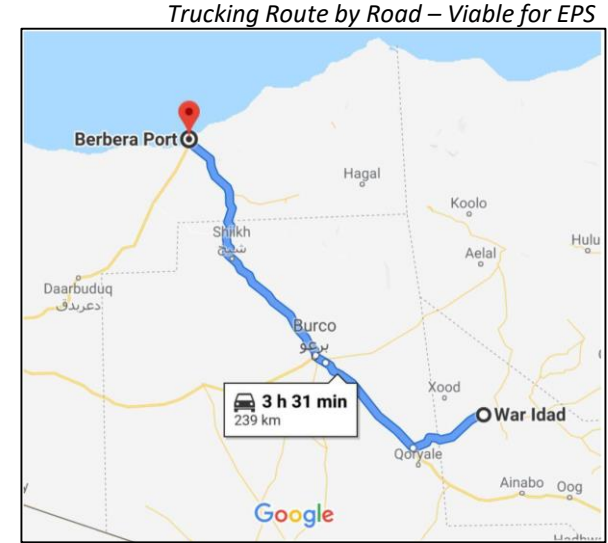 Trucking Route by Road – Viable for EPS
Berbera Port
Hagal
Koolo
Shiikh
شيخ
Aelal
Hulu
Daarbuduq
دعربدق
Burco
برعو
3 h 31 min
239 km
Xood
War Idad
Qoryale
Ainabo
Oog
Google